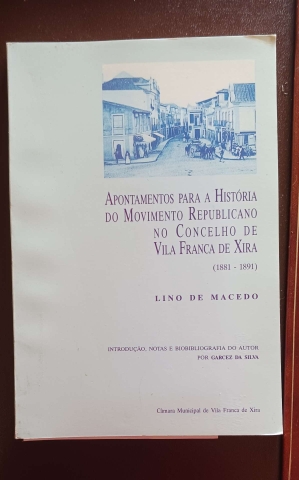 APONTAMENTOS PARA A HISTÓRIA
DO MOVIMENTO REPUBLICANO
NO CONCELHO DE
VILA FRANCA DE XIRA
(1881 - 1891)
LINO DE MACEDO
INTRODUÇÃO, NOTAS E BIOBIBLIOGRAFIA DO AUTOR
POR GARCEZ DA SILVA
Câmara Municipal de Vila Franca de Xira